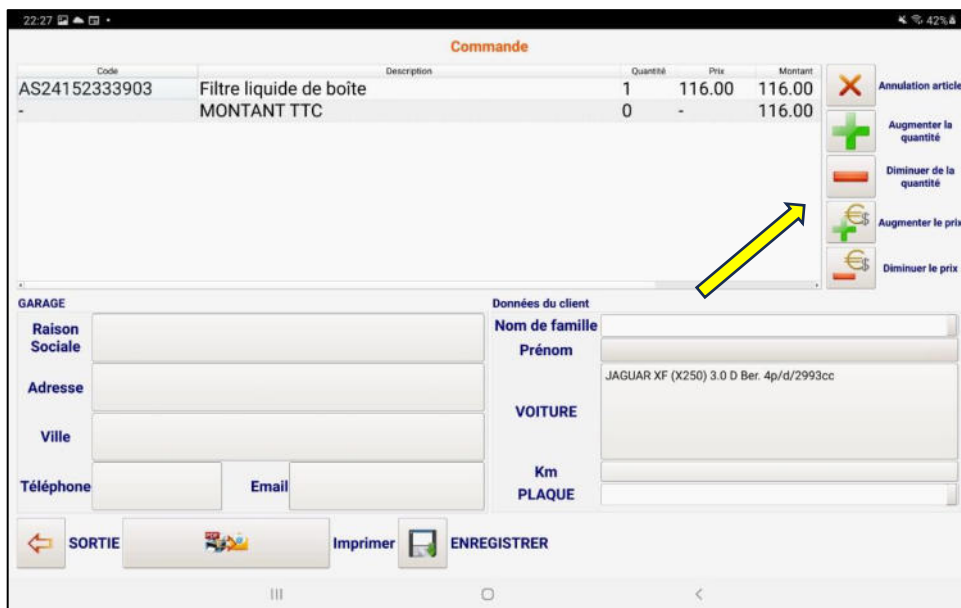 22:27
42%
Commande
Code Description Quantité Prix Montant
AS24152333903 Filtre liquide de boîte 1 116.00 116.00
- MONTANT TTC 0 - 116.00
Annulation article
Augmenter la
quantité
Diminuer de la
quantité
Augmenter le prix
Diminuer le prix
GARAGE
Raison
Sociale
Adresse
Ville
Téléphone
Email
Données du client
Nom de famille
Prénom
VOITURE
JAGUAR XF (X250) 3.0 D Ber. 4p/d/2993cc
Km
PLAQUE
SORTIE
Imprimer
ENREGISTRER